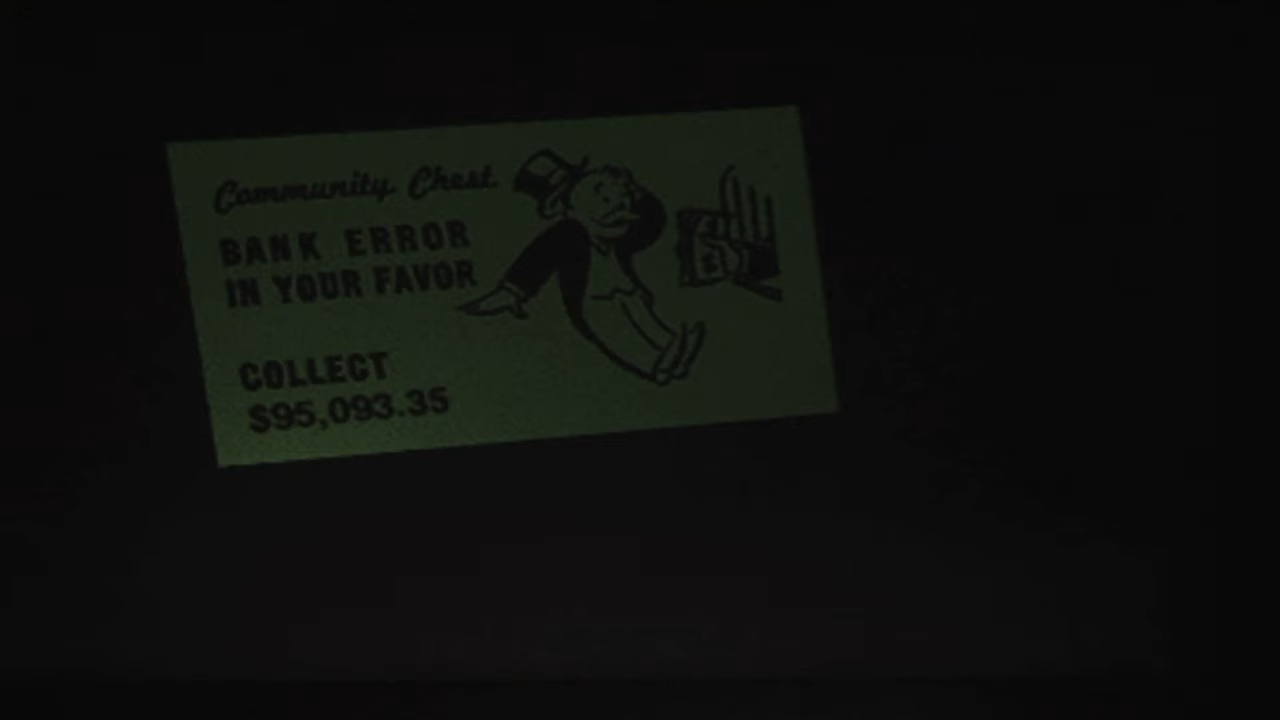 Community Chest
BANK ERROR
IN YOUR FAVOR
COLLECT
$95,093.35